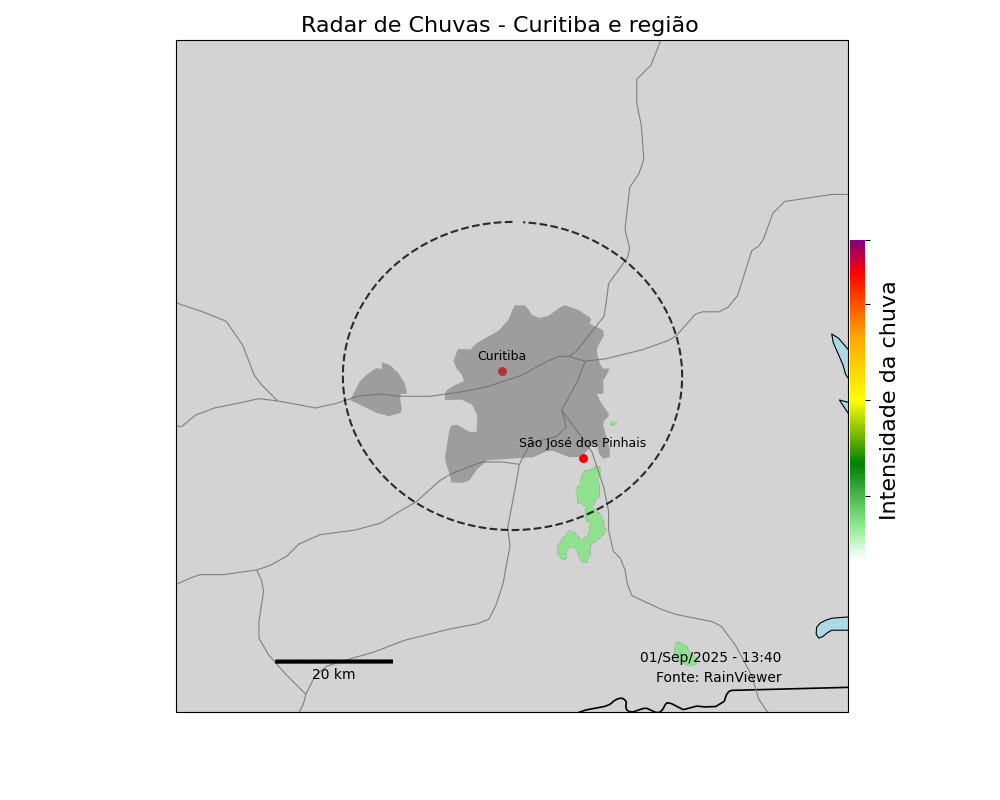 Radar de Chuvas - Curitiba e região
Curitiba
São José dos Pinhais
Intensidade da chuva
01/Sep/2025 - 13:40
20 km
Fonte: RainViewer